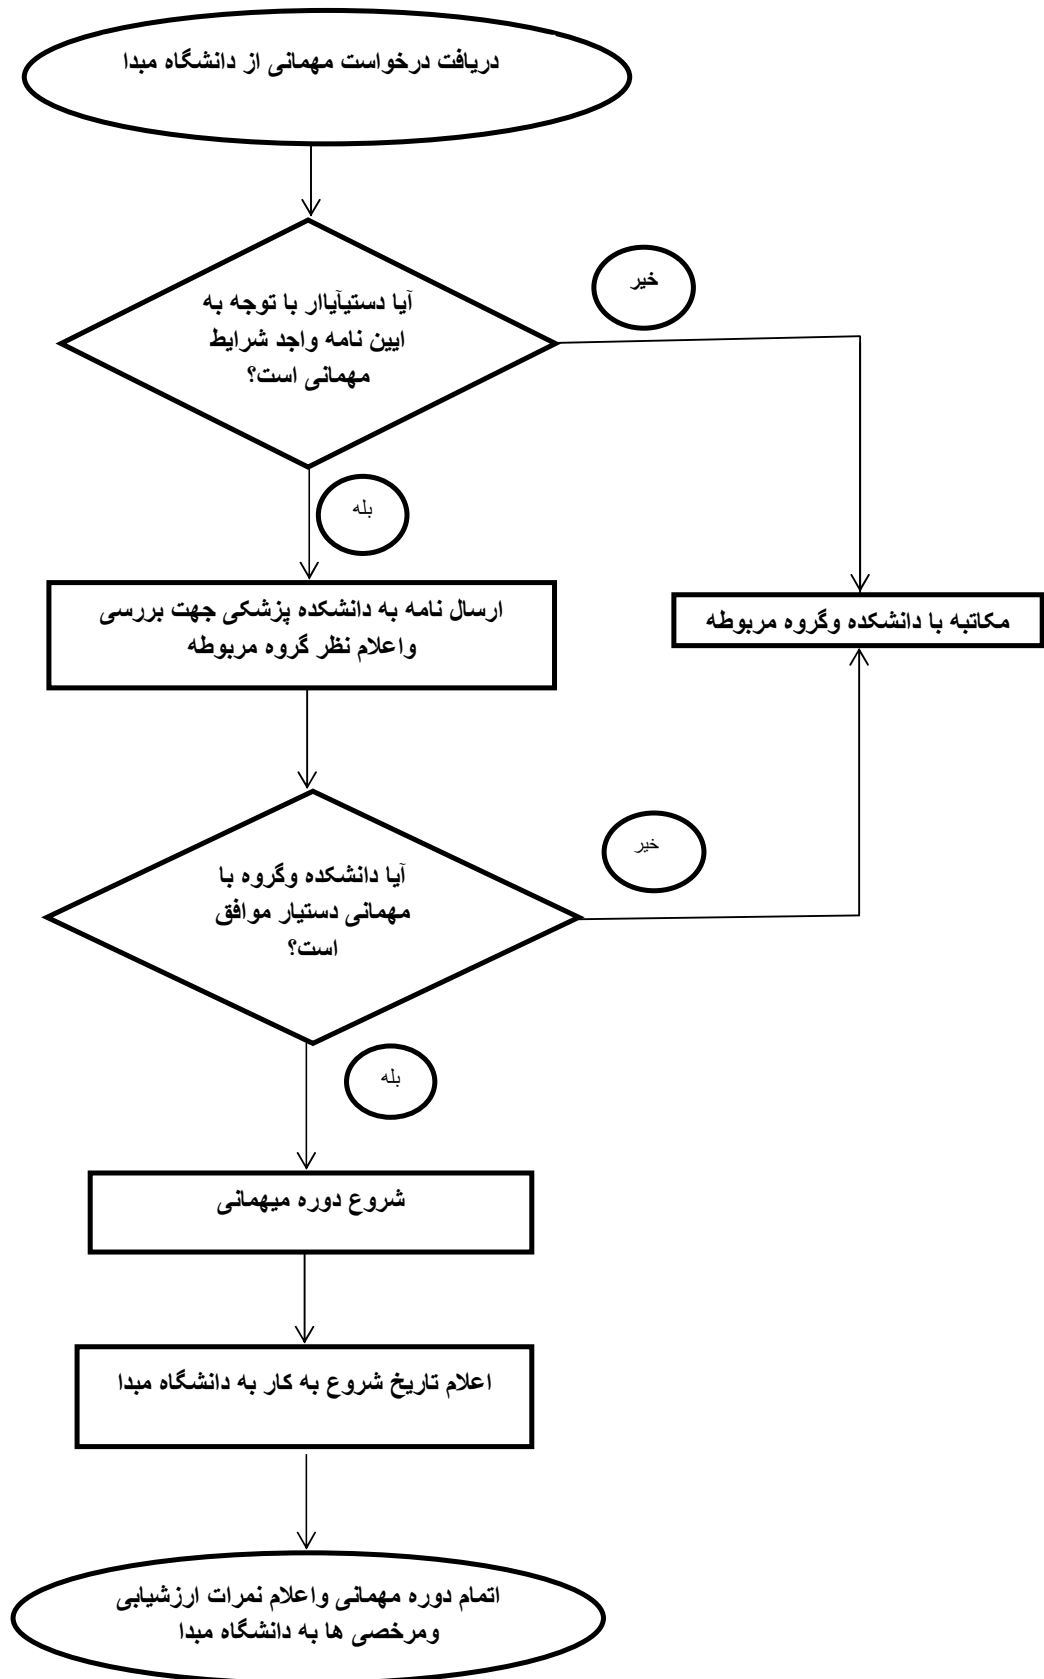 دریافت درخواست مهمانی از دانشگاه مبدا
خیر
آیا دستیآیاار با توجه به
ایین نامه واجد شرایط
مهمانی است؟
بله
ارسال نامه به دانشکده پزشکی جهت بررسی
واعلام نظر گروه مربوطه
مکاتبه با دانشکده وگروه مربوطه
خیر
آیا دانشکده وگروه با
مهمانی دستیار موافق
است؟
بله
شروع دوره میهمانی
اعلام تاریخ شروع به کار به دانشگاه مبدا
اتمام دوره مهمانی واعلام نمرات ارزشیابی
ومرخصی ها به دانشگاه مبدا